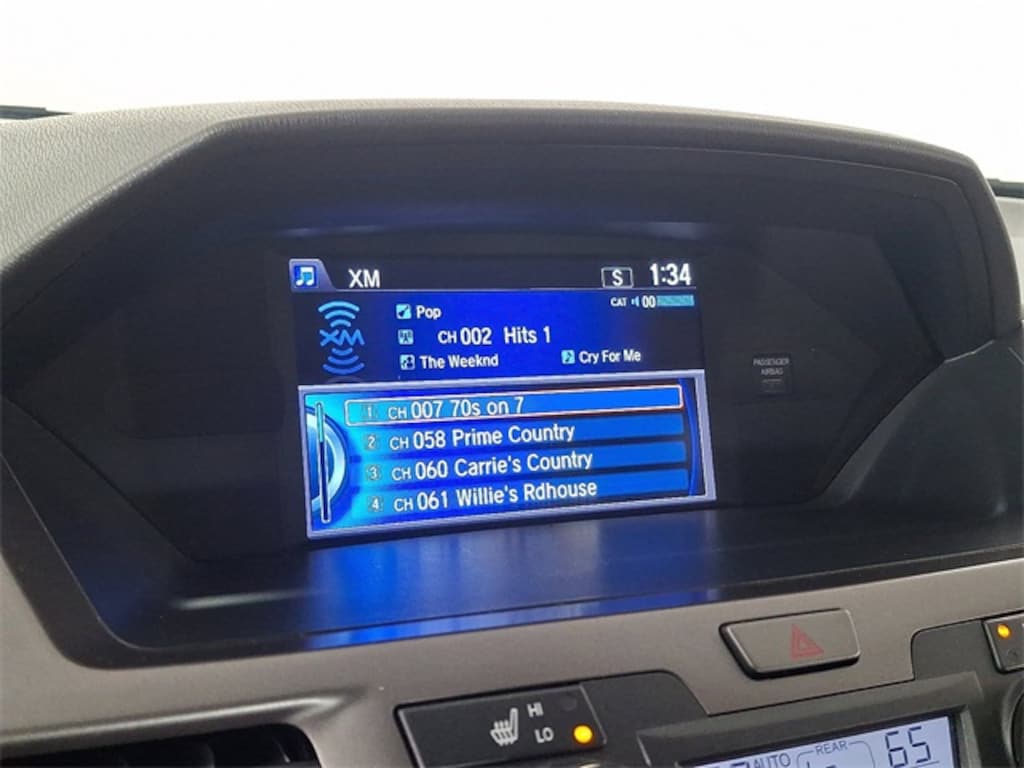 XM S 1:34
Pop CAT 00
XM
CH 002 Hits 1
The Weeknd Cry For Me
PASSENGER
AIRBAG
1 CH 007 70s on 7
2 CH 058 Prime Country
3 CH 060 Carrie's Country
4 CH 061 Willie's Rdhouse
HI
LO
AUTO REAR 65